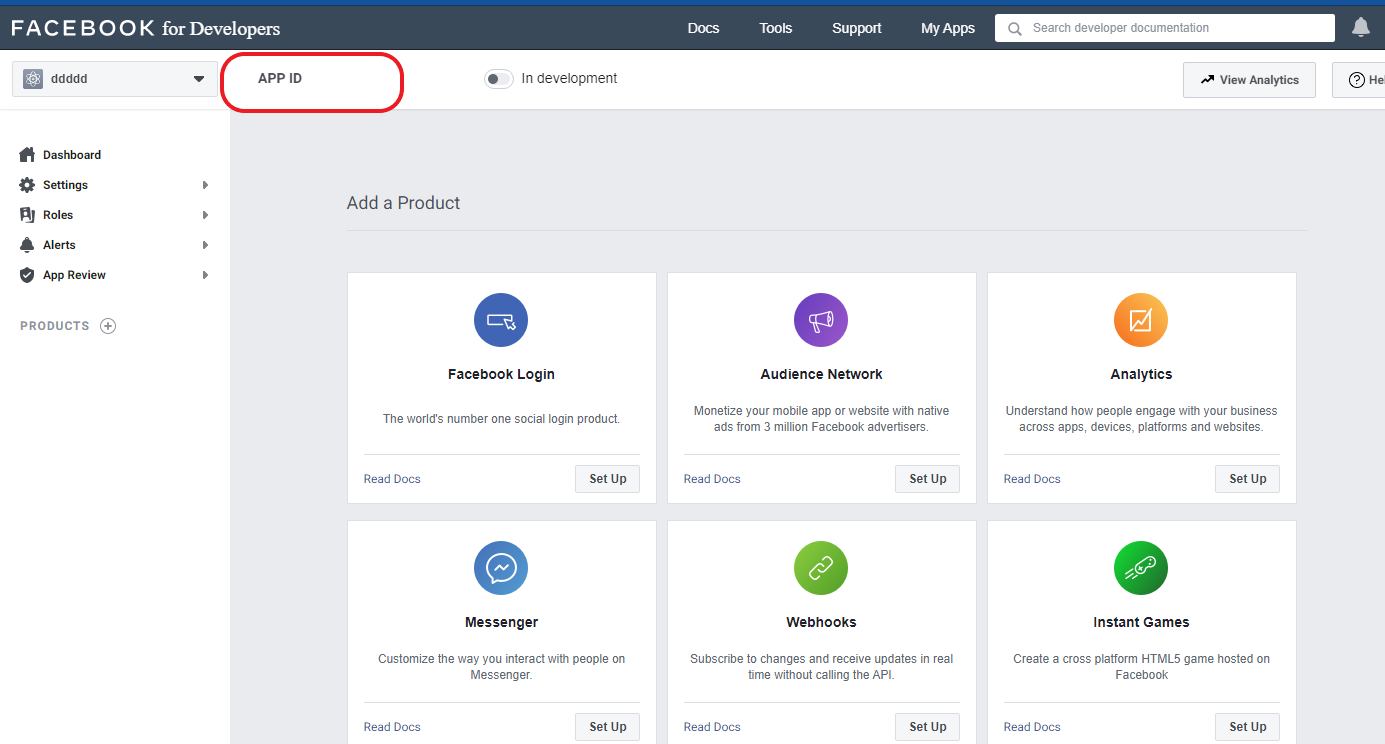 FACEBOOK for Developers
Docs
Tools
Support
My Apps
Search developer documentation
ddddd
APP ID
In development
View Analytics
Dashboard
Settings
Roles
Alerts
App Review
PRODUCTS
Add a Product
Facebook Login
The world's number one social login product.
Read Docs
Set Up
Audience Network
Monetize your mobile app or website with native
ads from 3 million Facebook advertisers.
Read Docs
Set Up
Analytics
Understand how people engage with your business
across apps, devices, platforms and websites.
Read Docs
Set Up
Messenger
Customize the way you interact with people on
Messenger.
Read Docs
Set Up
Webhooks
Subscribe to changes and receive updates in real
time without calling the API.
Read Docs
Set Up
Instant Games
Create a cross platform HTML5 game hosted on
Facebook
Read Docs
Set Up